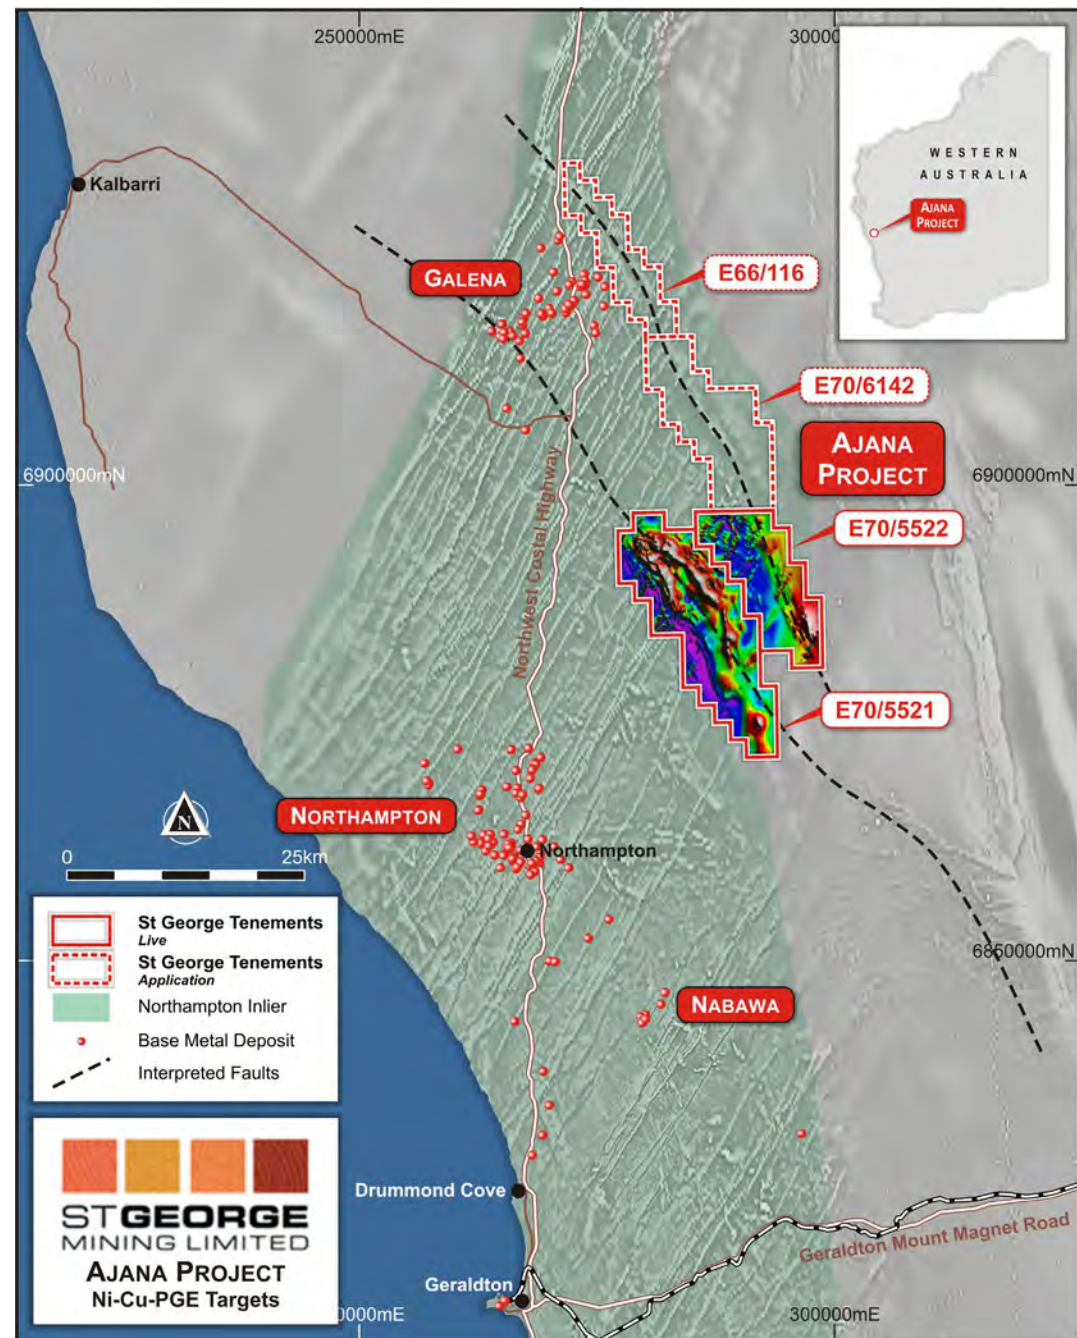 250000mE
3000
WESTERN
AUSTRALIA
AJANA
PROJECT
Kalbarri
GALENA
E66/116
E70/6142
AJANA
PROJECT
6900000mN
6900000mN
E70/5522
Northwest Costal Highway
E70/5521
NORTHAMPTON
N
Northampton
0
25km
St George Tenements
Live
St George Tenements
Application
Northampton Inlier
Base Metal Deposit
Interpreted Faults
6850000mN
NABAWA
Drummond Cove
Geraldton Mount Magnet Road
Geraldton
STGEORGE
MINING LIMITED
AJANA PROJECT
Ni-Cu-PGE Targets
0000mE
300000mE